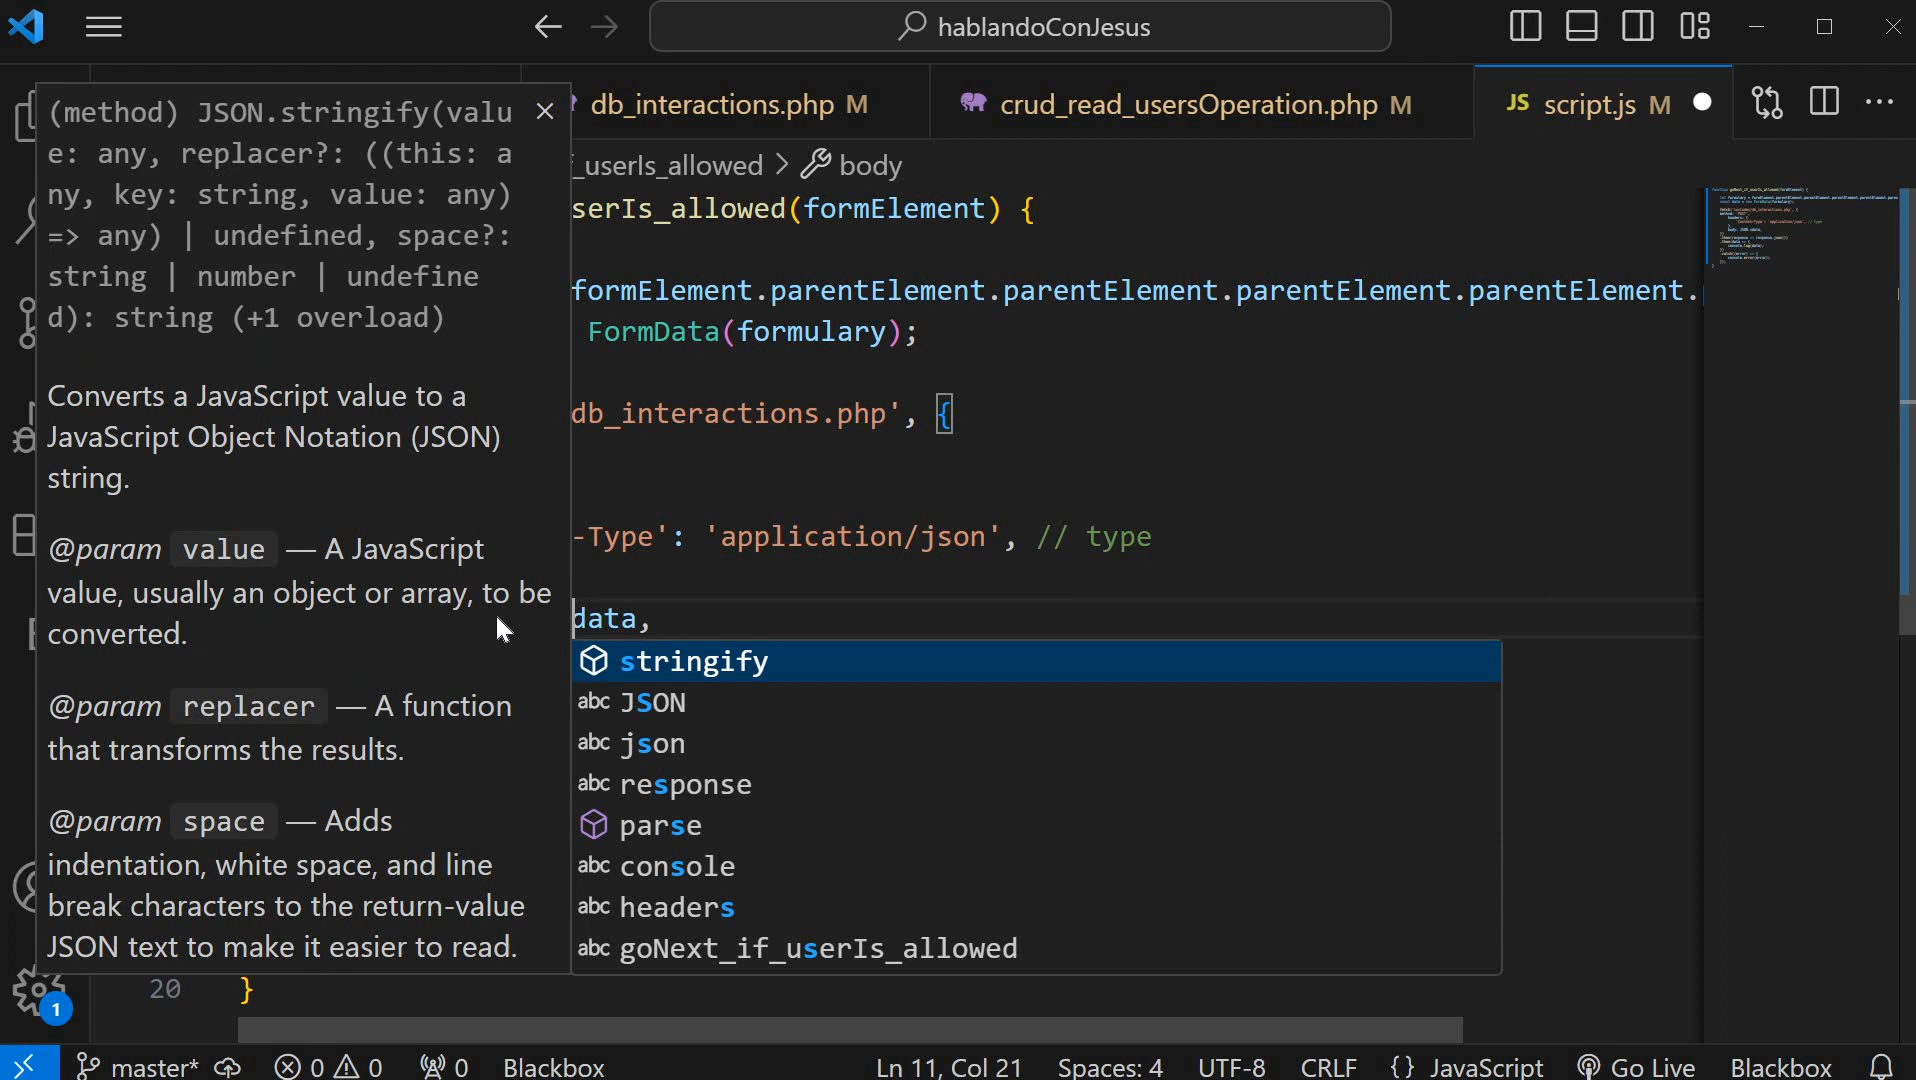 hablandoConJesus
db_interactions.php M
crud_read_usersOperation.php M
JS script.js M
_userIs_allowed > body
(method) JSON.stringify(valu
e: any, replacer?: ((this: a
ny, key: string, value: any)
=> any) | undefined, space?:
string | number | undefine
d): string (+1 overload)
Converts a JavaScript value to a
JavaScript Object Notation (JSON)
string.
@param value — A JavaScript
value, usually an object or array, to be
converted.
@param replacer — A function
that transforms the results.
@param space — Adds
indentation, white space, and line
break characters to the return-value
JSON text to make it easier to read.
serIs_allowed(formElement) {
formElement.parentElement.parentElement.parentElement.parentElement.
FormData(formulary);
db_interactions.php', {
-Type': 'application/json', // type
data,
stringify
abc JSON
abc json
abc response
parse
abc console
abc headers
abc goNext_if_userIs_allowed
20 }
1
master* 0 0 0 Blackbox Ln 11, Col 21 Spaces: 4 UTF-8 CRLF {} JavaScript Go Live Blackbox